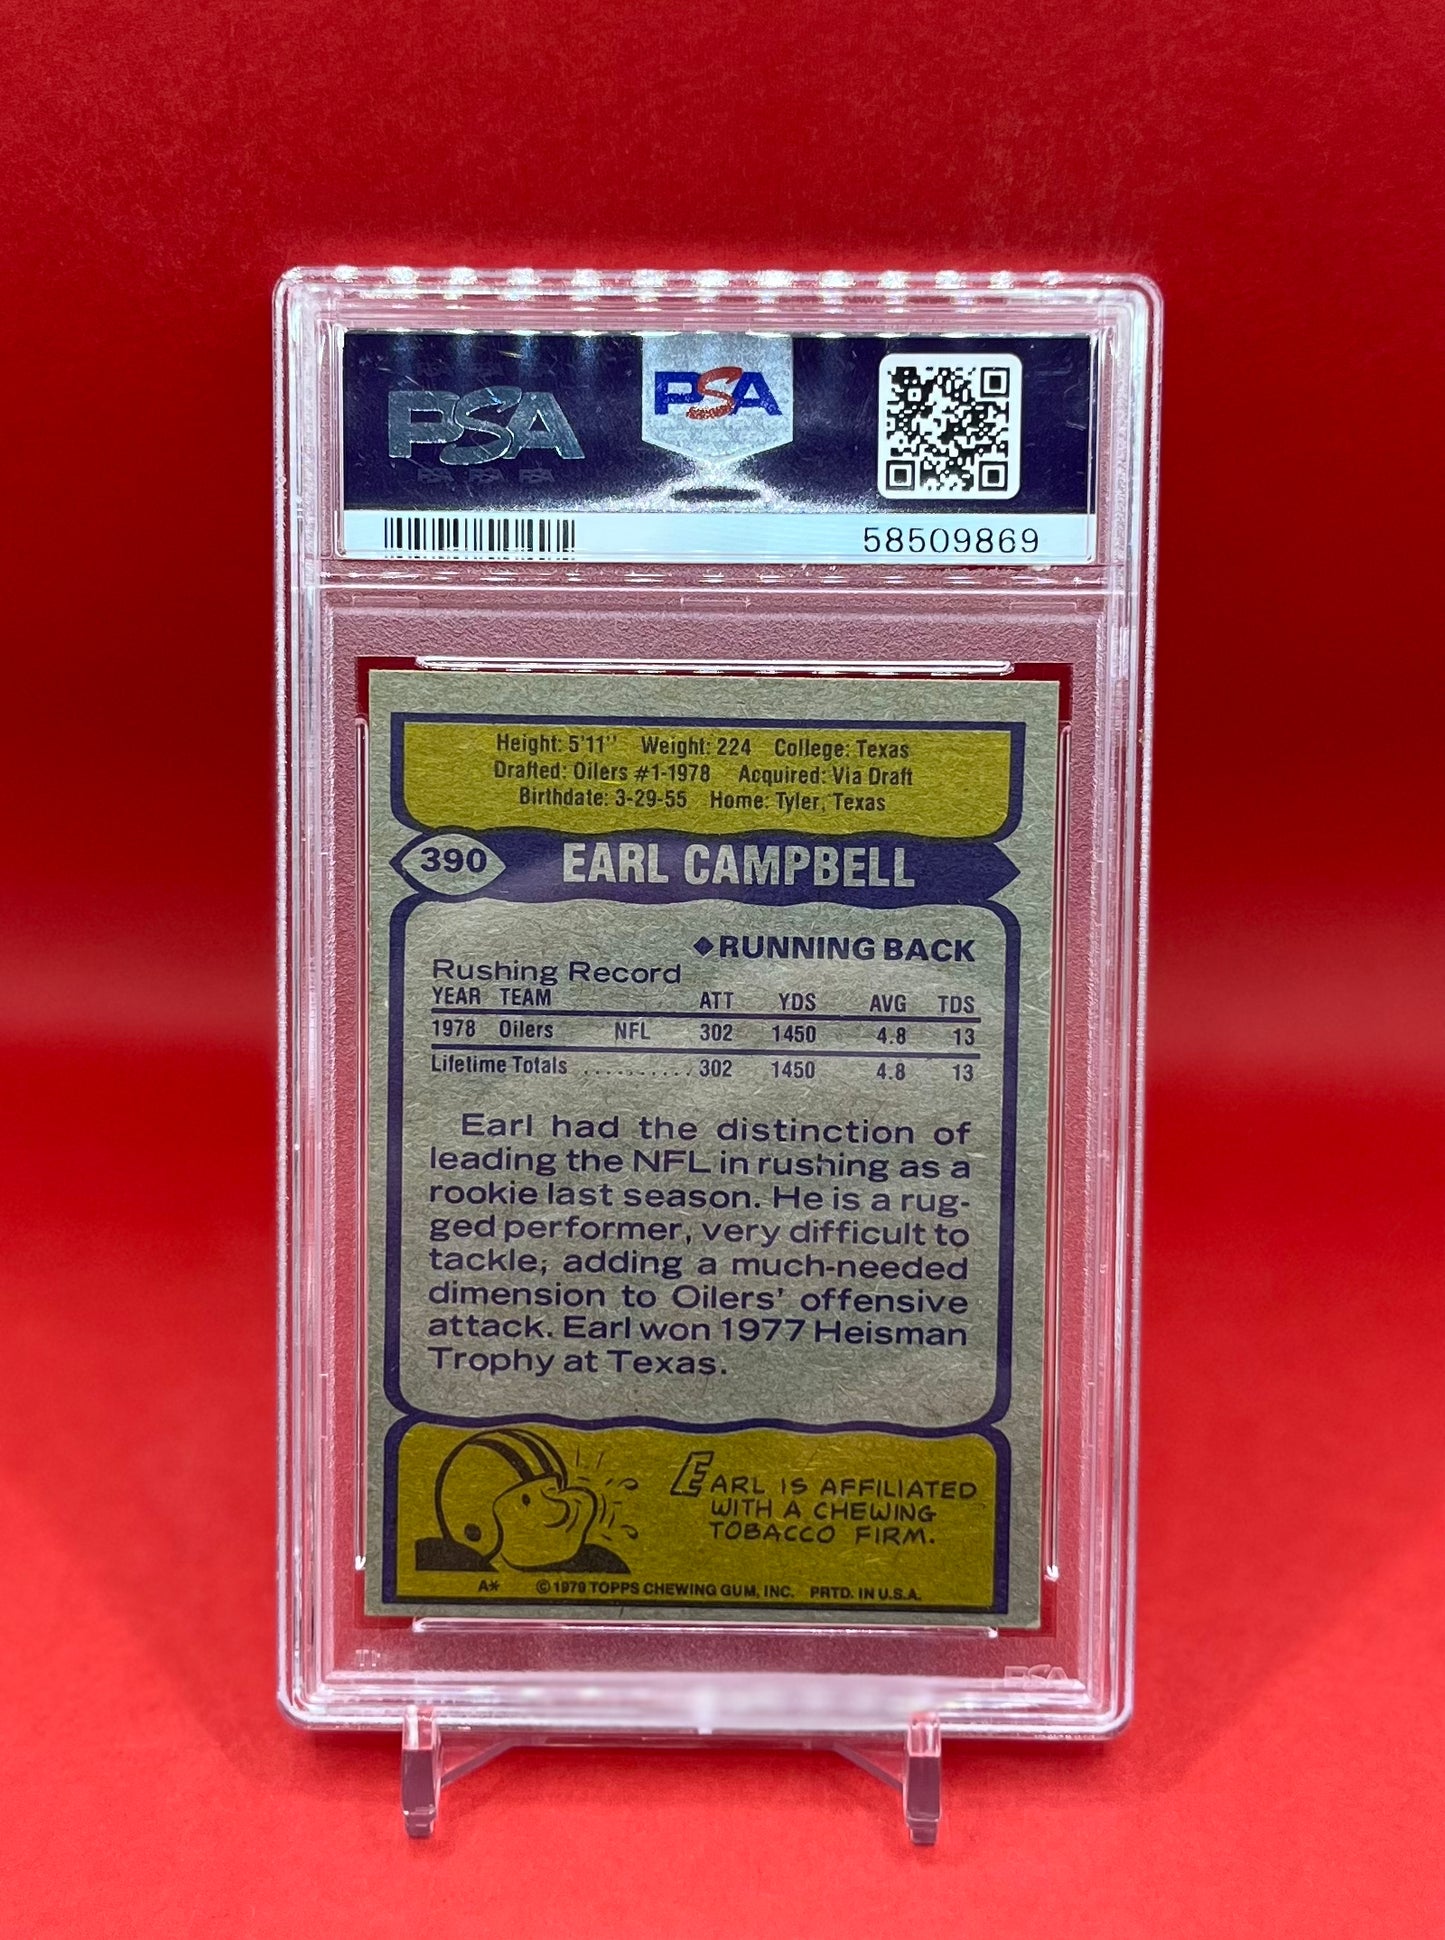 PSA
PSA
PSA PSA PSA
58509869
Height: 5'11" Weight: 224 College: Texas
Drafted: Oilers #1-1978 Acquired: Via Draft
Birthdate: 3-29-55 Home: Tyler, Texas
390 EARL CAMPBELL
◆RUNNING BACK
Rushing Record
YEAR TEAM ATT YDS AVG TDS
1978 Oilers NFL 302 1450 4.8 13
Lifetime Totals .......... 302 1450 4.8 13
Earl had the distinction of
leading the NFL in rushing as a
rookie last season. He is a rug-
ged performer, very difficult to
tackle, adding a much-needed
dimension to Oilers' offensive
attack. Earl won 1977 Heisman
Trophy at Texas.
EARL IS AFFILIATED
WITH A CHEWING
TOBACCO FIRM.
A* © 1979 TOPPS CHEWING GUM, INC. PRTD. IN U.S.A.
PSA